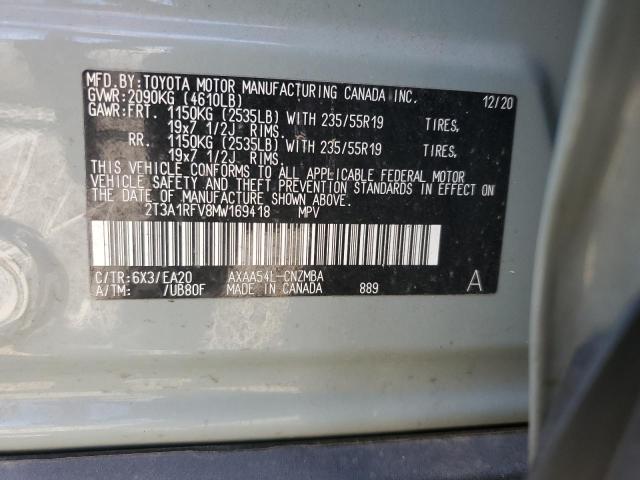 MFD.BY:TOYOTA MOTOR MANUFACTURING CANADA INC. 12/20
GVWR:2090KG (4610LB)
GAWR:FRT. 1150KG (2535LB) WITH 235/55R19 TIRES,
19x7 1/2J RIMS.
RR. 1150KG (2535LB) WITH 235/55R19 TIRES,
19x7 1/2J RIMS.
THIS VEHICLE CONFORMS TO ALL APPLICABLE FEDERAL MOTOR
VEHICLE SAFETY AND THEFT PREVENTION STANDARDS IN EFFECT ON
THE DATE OF MANUFACTURE SHOWN ABOVE.
2T3A1RFV8MW169418 MPV
C/TR:6X3/EA20 AXAA54L-CNZMBA A
A/TM: /UB80F MADE IN CANADA 889